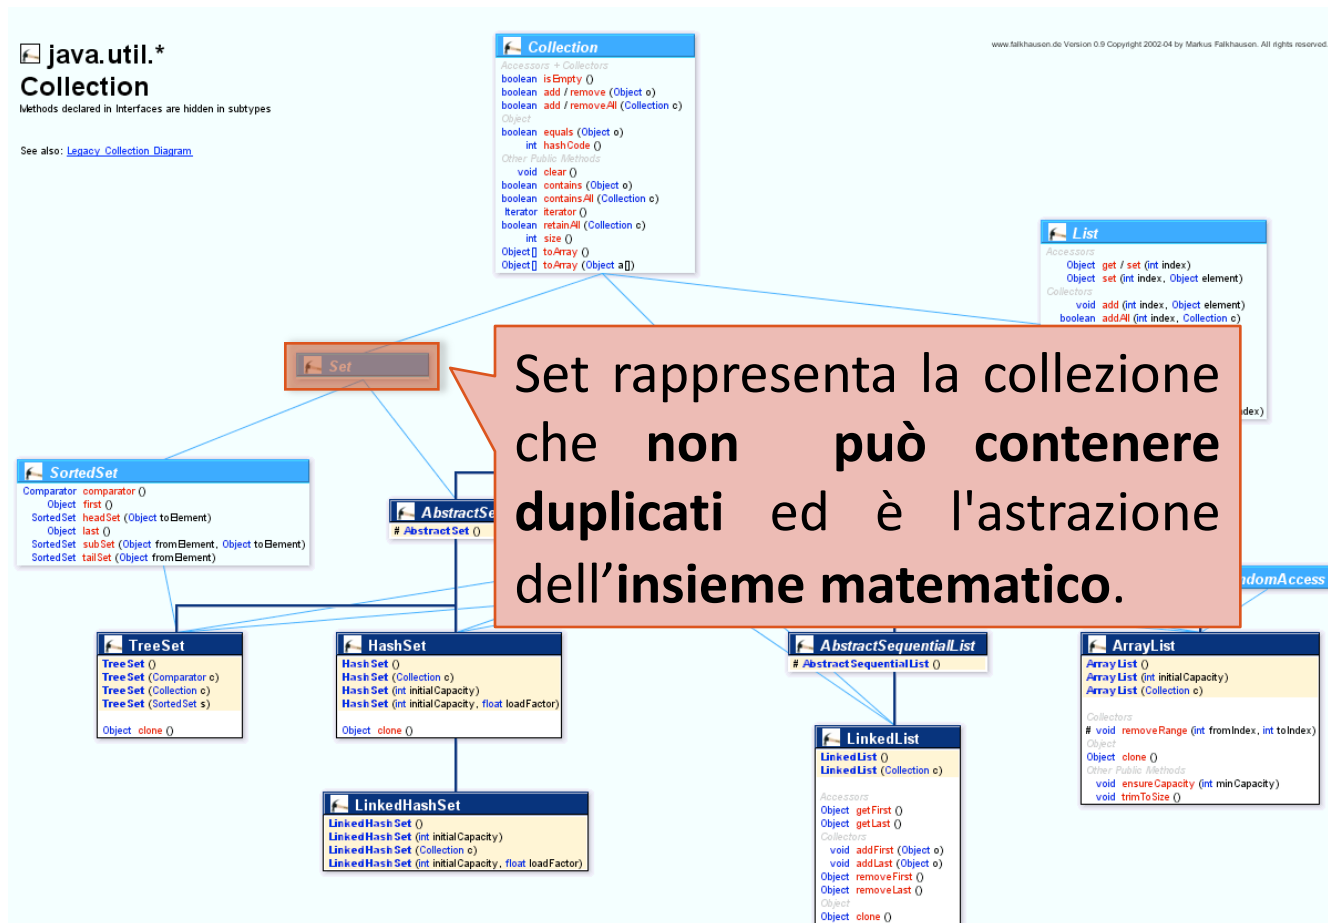 java.util.*
Collection
Methods declared in Interfaces are hidden in subtypes
See also: Legacy Collection Diagram
www.falkhausen.de Version 0.9 Copyright 2002-04 by Markus Falkhausen. All rights reserved.
Collection
Accessors + Collectors
boolean isEmpty ()
boolean add / remove (Object o)
boolean add / removeAll (Collection c)
Object
boolean equals (Object o)
int hashCode ()
Other Public Methods
void clear ()
boolean contains (Object o)
boolean containsAll (Collection c)
Iterator iterator ()
boolean retainAll (Collection c)
int size ()
Object[] toArray ()
Object[] toArray (Object a[])
List
Accessors
Object get / set (int index)
Object set (int index, Object element)
Collectors
void add (int index, Object element)
boolean addAll (int index, Collection c)
Set
Set rappresenta la collezione
che non può contenere
duplicati ed è l'astrazione
dell’insieme matematico.
SortedSet
Comparator comparator ()
Object first ()
SortedSet headSet (Object toElement)
Object last ()
SortedSet subSet (Object fromElement, Object toElement)
SortedSet tailSet (Object fromElement)
# AbstractSet ()
TreeSet
TreeSet ()
TreeSet (Comparator c)
TreeSet (Collection c)
TreeSet (SortedSet s)
Object clone ()
HashSet
HashSet ()
HashSet (Collection c)
HashSet (int initialCapacity)
HashSet (int initialCapacity, float loadFactor)
Object clone ()
LinkedHashSet
LinkedHashSet ()
LinkedHashSet (int initialCapacity)
LinkedHashSet (Collection c)
LinkedHashSet (int initialCapacity, float loadFactor)
AbstractSequentialList
# AbstractSequentialList ()
LinkedList
LinkedList ()
LinkedList (Collection c)
Accessors
Object getFirst ()
Object getLast ()
Collectors
void addFirst (Object o)
void addLast (Object o)
Object removeFirst ()
Object removeLast ()
Object
Object clone ()
ArrayList
ArrayList ()
ArrayList (int initialCapacity)
ArrayList (Collection c)
Collectors
# void removeRange (int fromIndex, int toIndex)
Object
Object clone ()
Other Public Methods
void ensureCapacity (int minCapacity)
void trimToSize ()